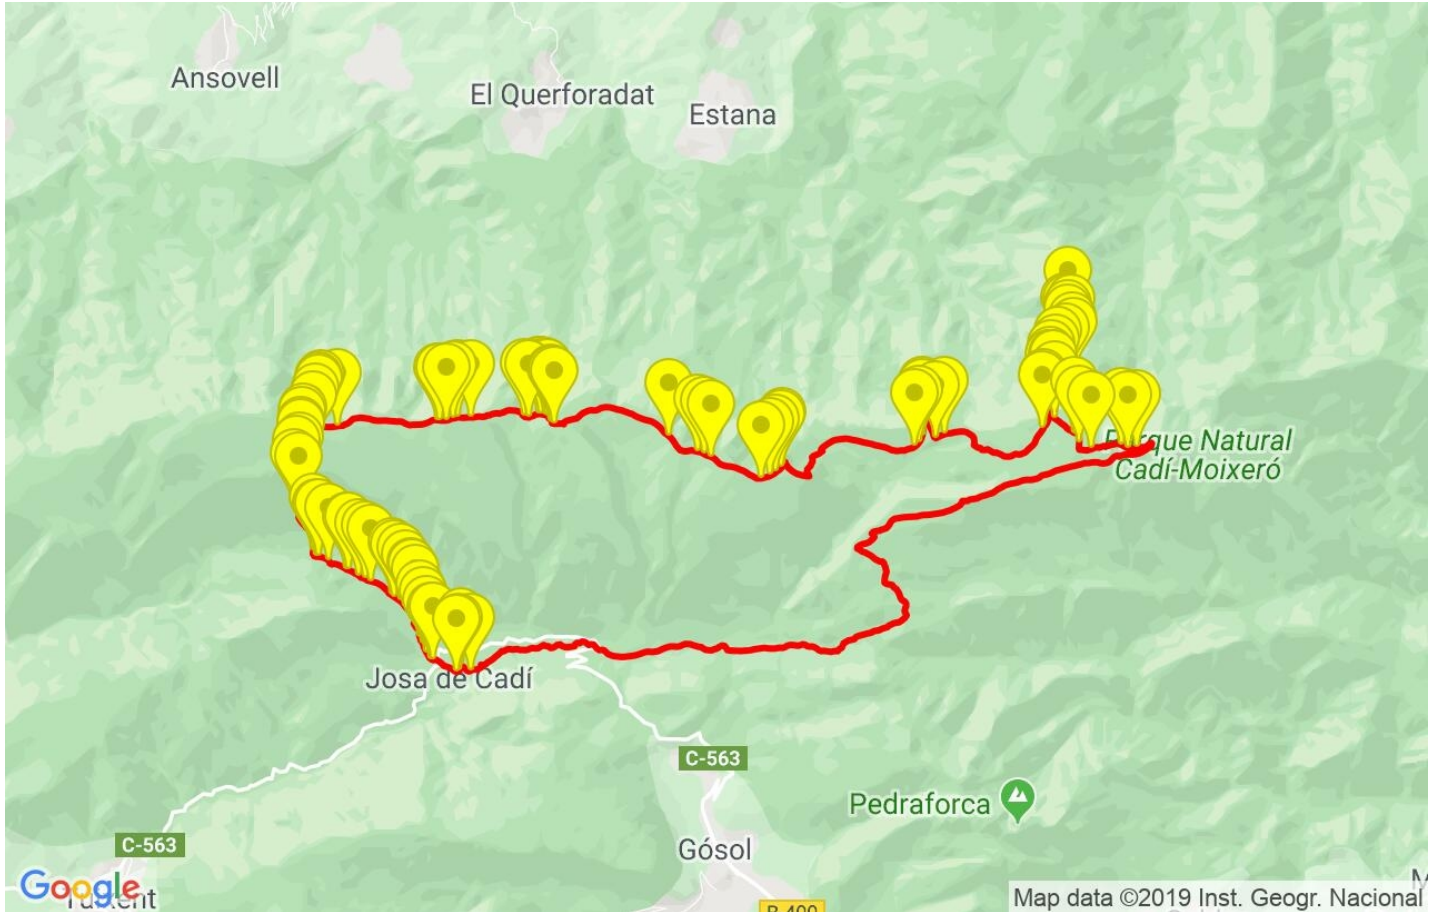 Ansovell
El Querforadat
Estana
Parque Natural
Cadí-Moixeró
Josa de Cadí
C-563
Pedraforca
C-563
Gósol
Google
B-400
Map data ©2019 Inst. Geogr. Nacional